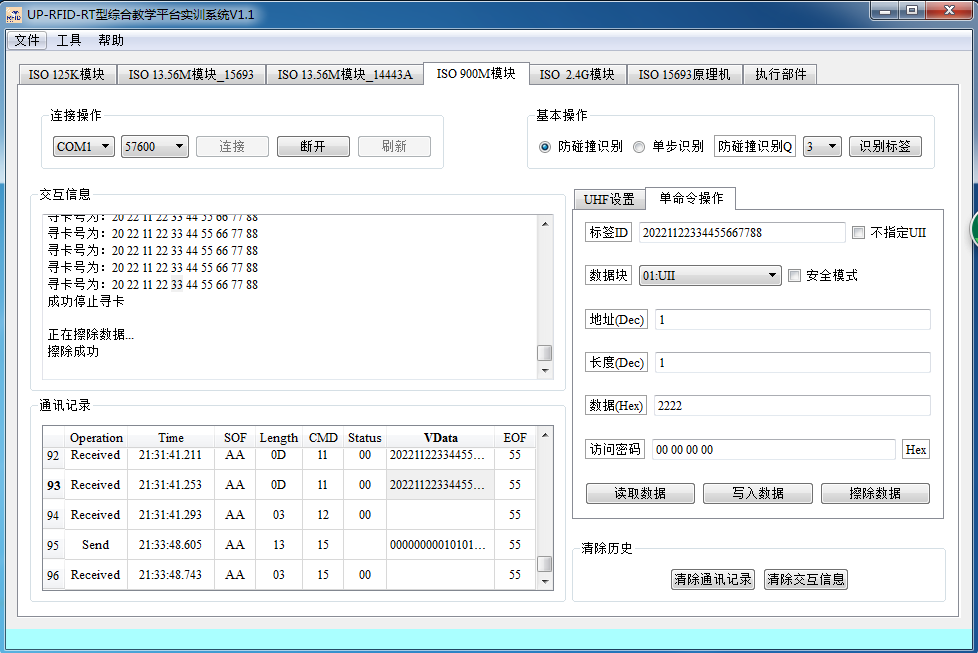 UP-RFID-RT型综合教学平台实训系统V1.1
文件 工具 帮助
ISO 125K模块 ISO 13.56M模块_15693 ISO 13.56M模块_14443A ISO 900M模块 ISO 2.4G模块 ISO 15693原理机 执行部件
连接操作
COM1 57600 连接 断开 刷新
基本操作
防碰撞识别 单步识别 防碰撞识别Q 3 识别标签
交互信息
寻卡号为：20 22 11 22 33 44 55 66 77 88
寻卡号为：20 22 11 22 33 44 55 66 77 88
寻卡号为：20 22 11 22 33 44 55 66 77 88
寻卡号为：20 22 11 22 33 44 55 66 77 88
寻卡号为：20 22 11 22 33 44 55 66 77 88
成功停止寻卡
正在擦除数据...
擦除成功
通讯记录
Operation Time SOF Length CMD Status VData EOF
92 Received 21:31:41.211 AA 0D 11 00 20221122334455... 55
93 Received 21:31:41.253 AA 0D 11 00 20221122334455... 55
94 Received 21:31:41.293 AA 03 12 00 55
95 Send 21:33:48.605 AA 13 15 00000000010101... 55
96 Received 21:33:48.743 AA 03 15 00 55
UHF设置 单命令操作
标签ID 20221122334455667788 不指定UII
数据块 01:UII 安全模式
地址(Dec) 1
长度(Dec) 1
数据(Hex) 2222
访问密码 00 00 00 00 Hex
读取数据 写入数据 擦除数据
清除历史
清除通讯记录 清除交互信息